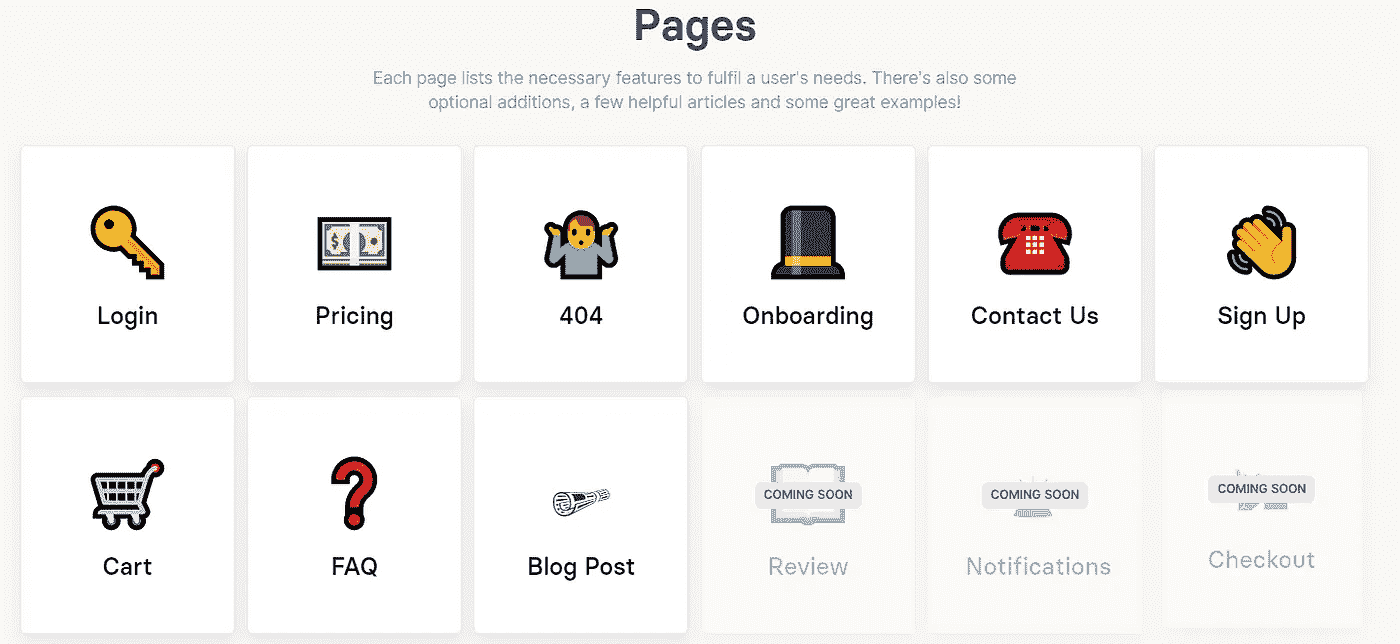 Pages
Each page lists the necessary features to fulfil a user's needs. There's also some
optional additions, a few helpful articles and some great examples!
Login
Pricing
404
Onboarding
Contact Us
Sign Up
Cart
FAQ
Blog Post
COMING SOON
Review
COMING SOON
Notifications
COMING SOON
Checkout